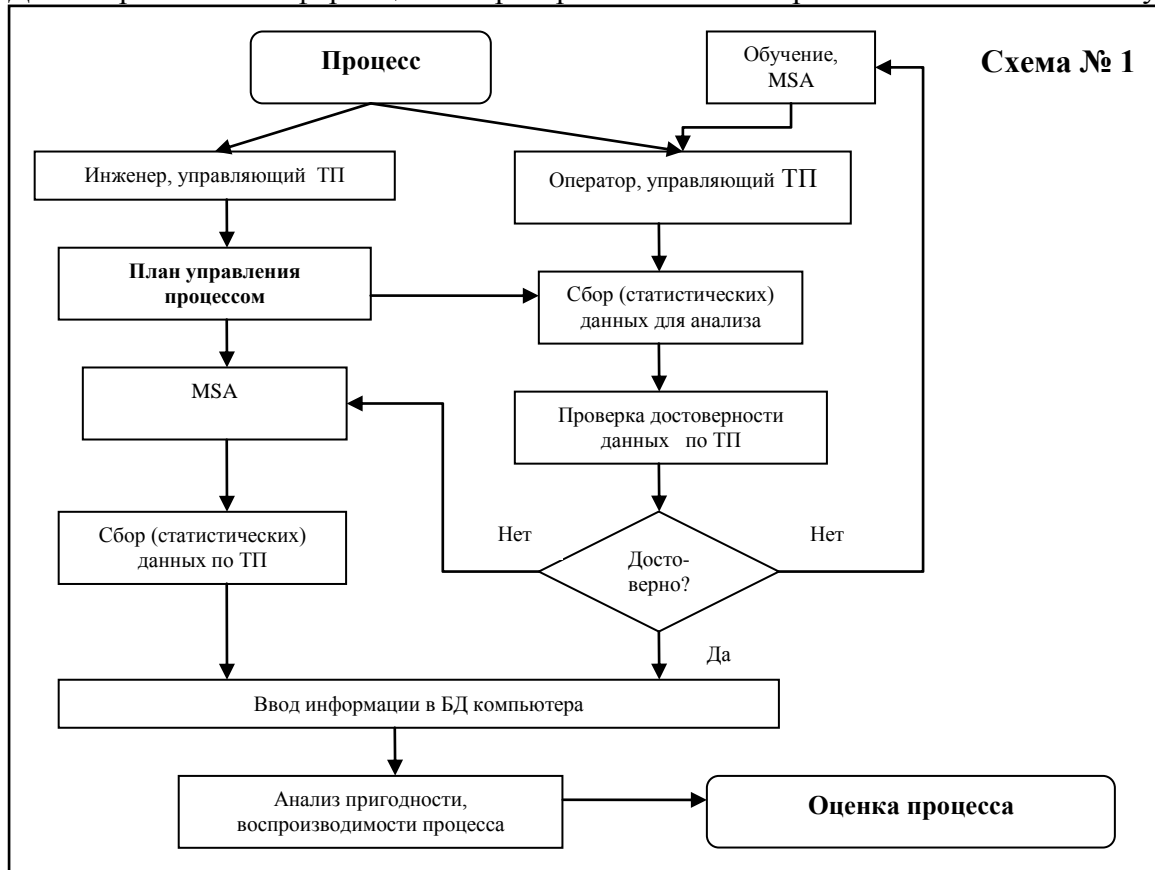 Процесс
Обучение,
MSA
Схема № 1
Инженер, управляющий ТП
Оператор, управляющий ТП
План управления
процессом
Сбор (статистических)
данных для анализа
MSA
Проверка достоверности
данных по ТП
Сбор (статистических)
данных по ТП
Нет
Досто-
верно?
Нет
Да
Ввод информации в БД компьютера
Анализ пригодности,
воспроизводимости процесса
Оценка процесса